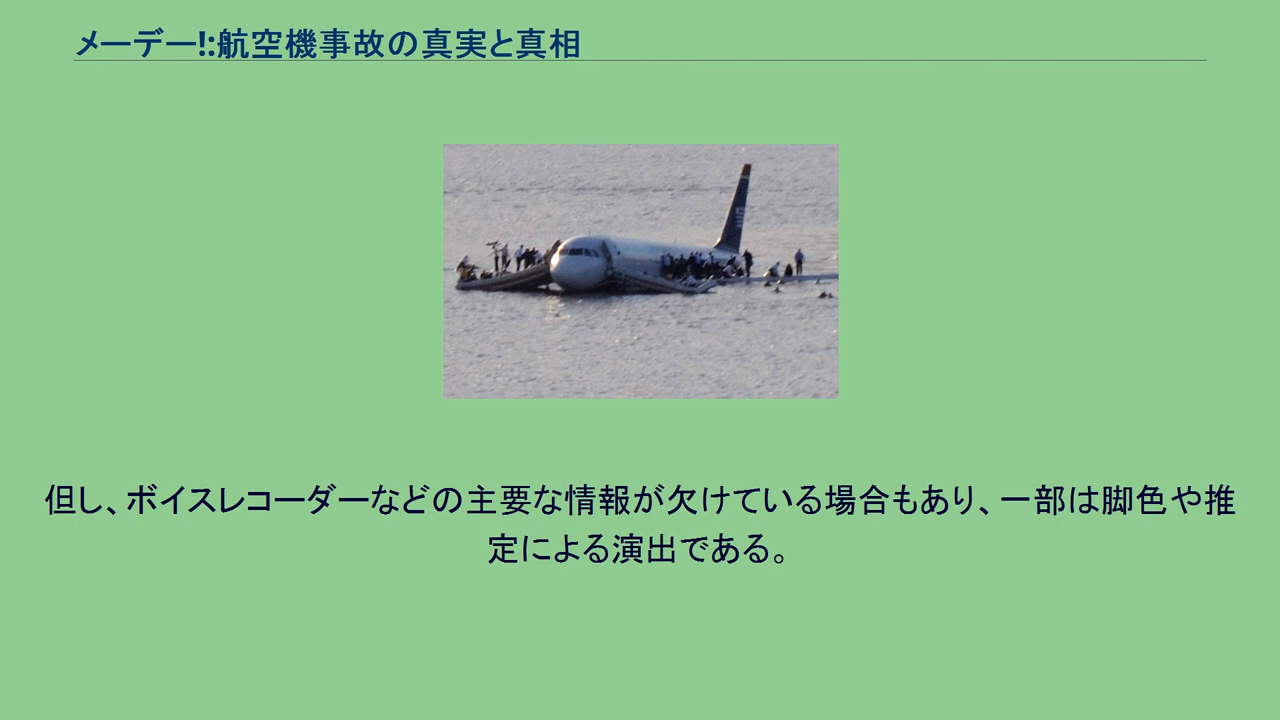 メーデー!:航空機事故の真実と真相
但し、ボイスレコーダーなどの主要な情報が欠けている場合もあり、一部は脚色や推
定による演出である。